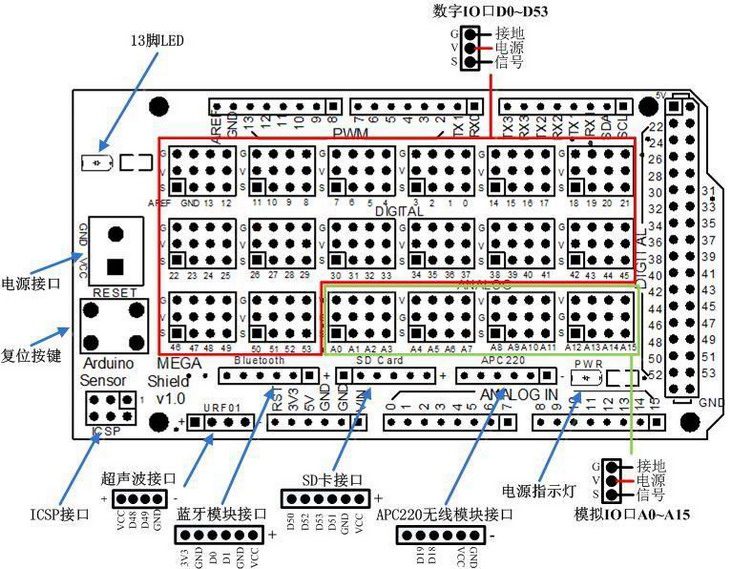 数字IO口D0~D53
G 接地
V 电源
S 信号
13脚LED
AREF GND 13 12 11 10 9 8
7 6 5 4 3 2 TX1 RX0
TX3 RX3 TX2 RX2 TX1 RX1 SDA SCL
5V
PWM
22
24
26
28
30
32
34
36
38
40
42
44
46
48
50
52
31
33
35
37
39
41
43
45
47
49
51
53
GND
G
V
S
AREF GND 13 12
11 10 9 8
G
V
S
7 6 5 4
G
V
S
3 2 1 0
G
V
S
14 15 16 17
G
V
S
18 19 20 21
DIGITAL
DIGITAL
G
V
S
22 23 24 25
26 27 28 29
G
V
S
30 31 32 33
G
V
S
34 35 36 37
G
V
S
38 39 40 41
G
V
S
42 43 44 45
ANALOG
G
V
S
46 47 48 49
50 51 52 53
G
V
S
A0 A1 A2 A3
G
V
S
A4 A5 A6 A7
G
V
S
A8 A9 A10 A11
G
V
S
A12 A13 A14 A15
GND VCC
电源接口
RESET
复位按键
Arduino
Sensor
MEGA
Shield
v1.0
Bluetooth
SD Card
APC220
PWR
+ + + -
ICSP
1
URF01
+ -
RST 3V3 5V GND GND VIN
ANALOG IN
0 1 2 3 4 5 6 7
8 9 10 11 12 13 14 15
ICSP接口
超声波接口
+ -
VCC D48 D49 GND
蓝牙模块接口
+
3V3 GND D0 D1 GND VCC
SD卡接口
+
D50 D52 D53 D51 GND VCC
APC220无线模块接口
-
D19 D18 VCC GND
电源指示灯
G 接地
V 电源
S 信号
模拟IO口A0~A15